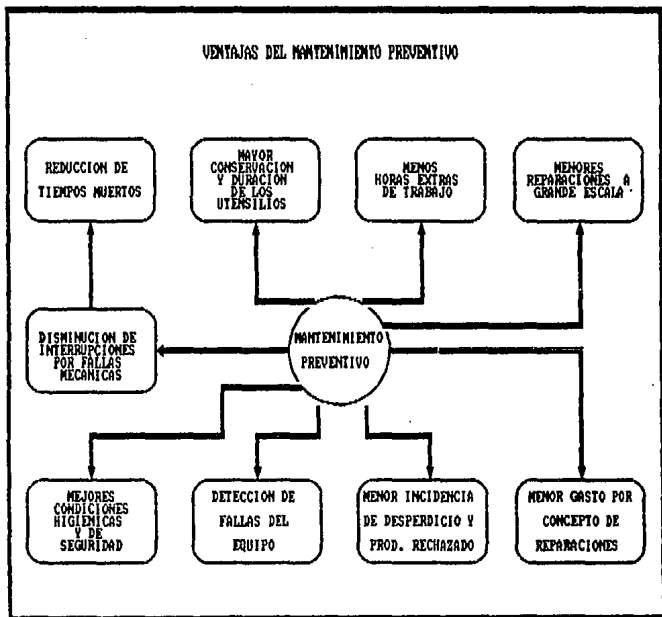 VENTAJAS DEL MANTENIMIENTO PREVENTIVO
REDUCCION DE
TIEMPOS MUERTOS
MAYOR
CONSERVACION
Y DURACION
DE LOS
UTENSILIOS
MENOS
HORAS EXTRAS
DE TRABAJO
MENORES
REPARACIONES A
GRANDE ESCALA
DISMINUCION DE
INTERRUPCIONES
POR FALLAS
MECANICAS
MANTENIMIENTO
PREVENTIVO
MEJORES
CONDICIONES
HIGIENICAS
Y DE
SEGURIDAD
DETECCION DE
FALLAS DEL
EQUIPO
MENOR INCIDENCIA
DE DESPERDICIO Y
PROD. RECHAZADO
MENOR GASTO POR
CONCEPTO DE
REPARACIONES